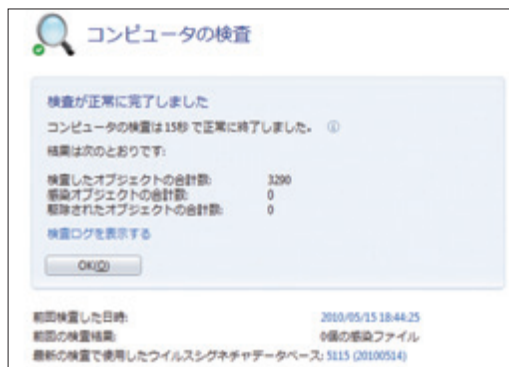 コンピュータの検査
検査が正常に完了しました
コンピュータの検査は15秒で正常に終了しました。
結果は次のとおりです:
検査したオブジェクトの合計数: 3290
感染オブジェクトの合計数: 0
駆除されたオブジェクトの合計数: 0
検査ログを表示する
OK(O)
前回検査した日時: 2010/05/15 18:44:25
前回の検査結果: 0個の感染ファイル
最新の検査で使用したウイルスシグネチャデータベース: 5115 (20100514)